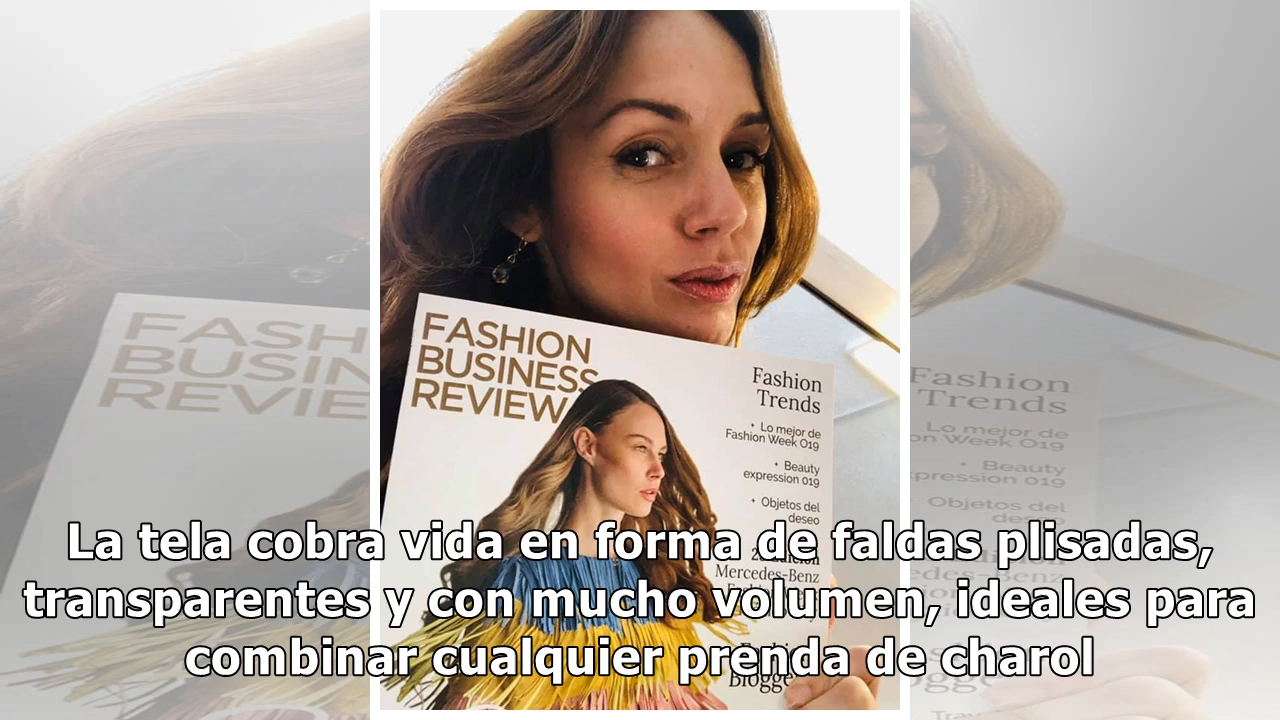 FASHION
BUSINESS
REVIEW
Fashion
Trends
+ Lo mejor de
Fashion Week O19
+ Beauty
expression 019
+ Objetos del
deseo
Mercedes-Benz
La tela cobra vida en forma de faldas plisadas,
transparentes y con mucho volumen, ideales para
combinar cualquier prenda de charol